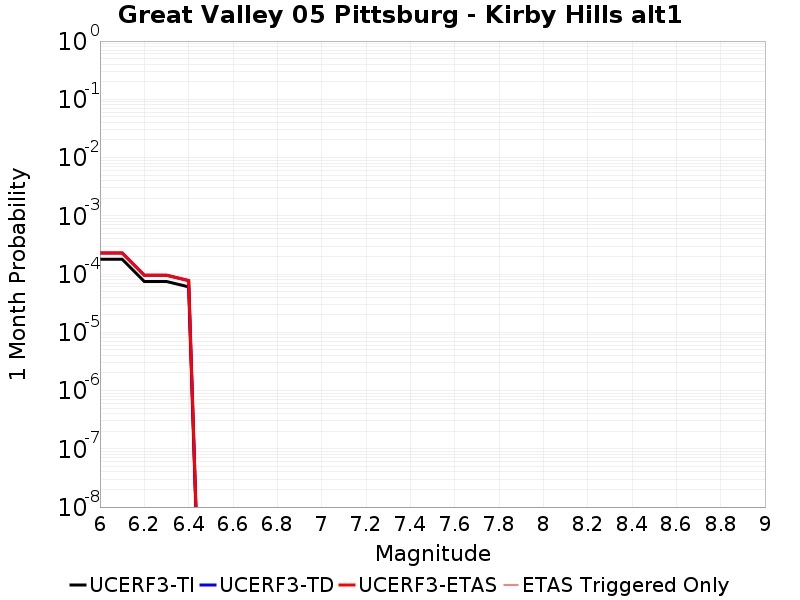 Great Valley 05 Pittsburg - Kirby Hills alt1
1 Month Probability
10^0
10^-1
10^-2
10^-3
10^-4
10^-5
10^-6
10^-7
10^-8
6 6.2 6.4 6.6 6.8 7 7.2 7.4 7.6 7.8 8 8.2 8.4 8.6 8.8 9
Magnitude
UCERF3-TI UCERF3-TD UCERF3-ETAS ETAS Triggered Only